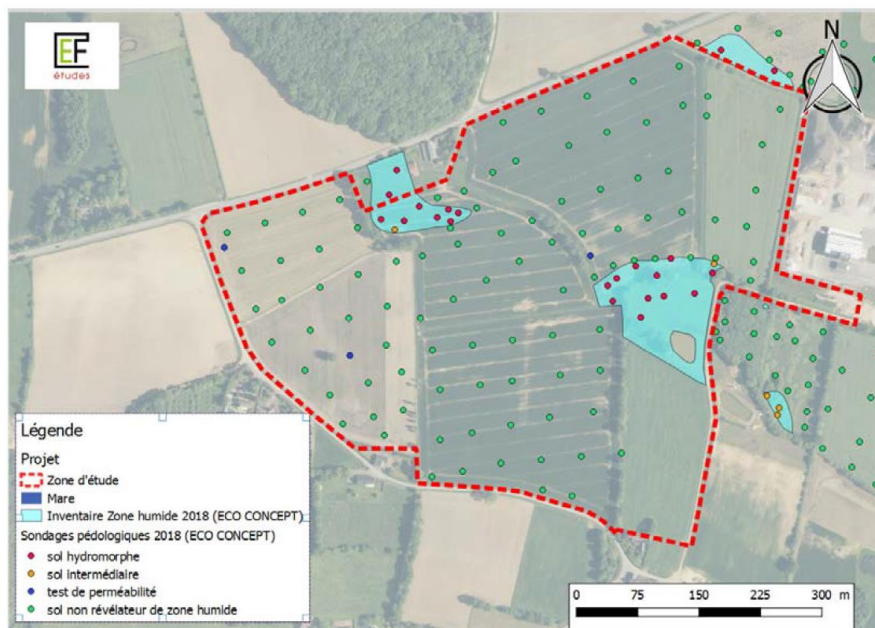 EF
études
N
Légende
Projet
Zone d'étude
Mare
Inventaire Zone humide 2018 (ECO CONCEPT)
Sondages pédologiques 2018 (ECO CONCEPT)
sol hydromorphe
sol intermédiaire
test de perméabilité
sol non révélateur de zone humide
0 75 150 225 300 m